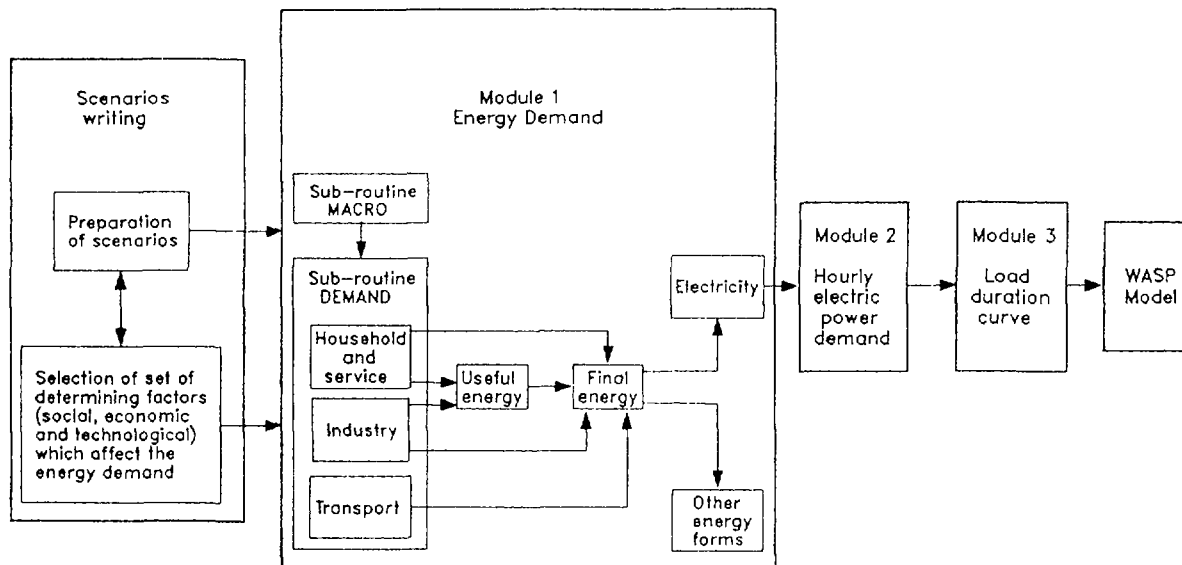 Scenarios
writing
Preparation
of scenarios
Selection of set of
determining factors
(social, economic
and technological)
which affect the
energy demand
Module 1
Energy Demand
Sub-routine
MACRO
Sub-routine
DEMAND
Household
and
service
Industry
Transport
Useful
energy
Final
energy
Electricity
Other
energy
forms
Module 2
Hourly
electric
power
demand
Module 3
Load
duration
curve
WASP
Model